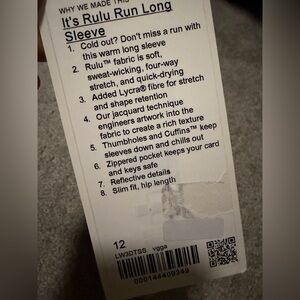 WHY WE MADE THIS
It's Rulu Run Long
Sleeve
1. Cold out? Don't miss a run with
this warm long sleeve
2. Rulu™ fabric is soft,
sweat-wicking, four-way
stretch, and quick-drying
3. Added Lycra® fibre for stretch
and shape retention
4. Our jacquard technique
engineers artwork into the
fabric to create a rich texture
5. Thumbholes and Cuffins™ keep
sleeves down and chills out
6. Zippered pocket keeps your card
and keys safe
7. Reflective details
8. Slim fit, hip length
12
LW3DTSS
000144409349